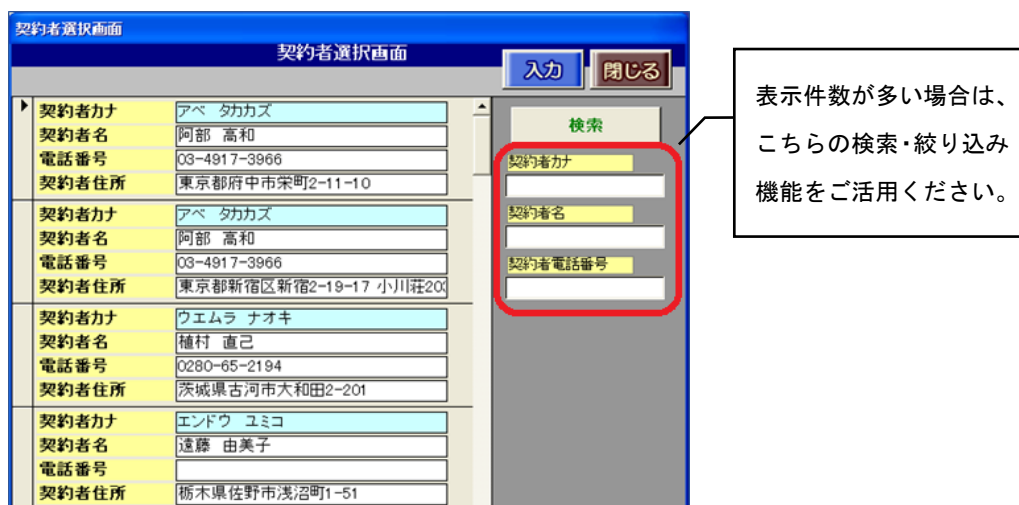 契約者選択画面
契約者選択画面
入力 閉じる
契約者カナ アベ タカカズ
契約者名 阿部 高和
電話番号 03-4917-3966
契約者住所 東京都府中市栄町2-11-10
契約者カナ アベ タカカズ
契約者名 阿部 高和
電話番号 03-4917-3966
契約者住所 東京都新宿区新宿2-19-17 小川荘20
契約者カナ ウエムラ ナオキ
契約者名 植村 直己
電話番号 0280-65-2194
契約者住所 茨城県古河市大和田2-201
契約者カナ エンドウ ユミコ
契約者名 遠藤 由美子
電話番号
契約者住所 栃木県佐野市浅沼町1-51
検索
契約者カナ
契約者名
契約者電話番号
表示件数が多い場合は、
こちらの検索・絞り込み
機能をご活用ください。